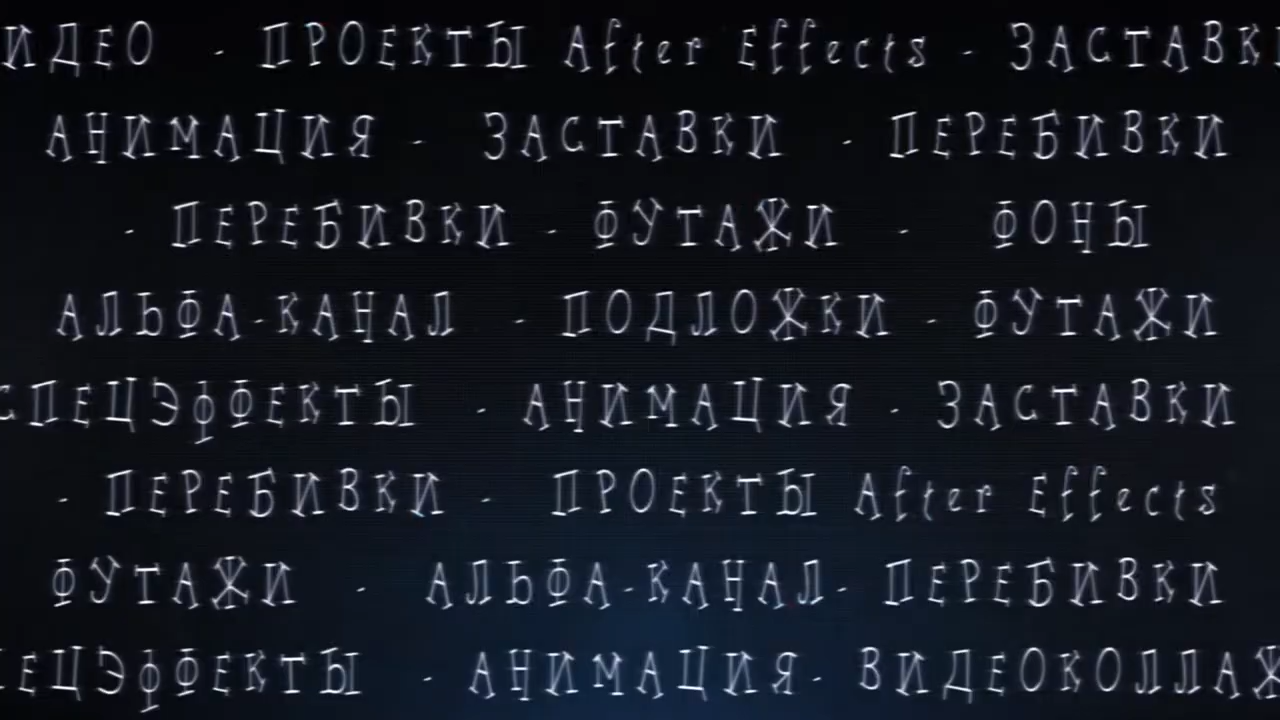 ИДЕО - ПРОЕКТЫ After Effects - ЗАСТАВК
АНИМАЦИЯ - ЗАСТАВКИ - ПЕРЕБИВКИ
- ПЕРЕБИВКИ - ФУТАЖИ - ФОНЫ
АЛЬФА-КАНАЛ - ПОДЛОЖКИ - ФУТАЖИ
СПЕЦЭФФЕКТЫ - АНИМАЦИЯ - ЗАСТАВКИ
- ПЕРЕБИВКИ - ПРОЕКТЫ After Effects
ФУТАЖИ - АЛЬФА-КАНАЛ- ПЕРЕБИВКИ
ЕЦЭФФЕКТЫ - АНИМАЦИЯ- ВИДЕОКОЛЛАЖ